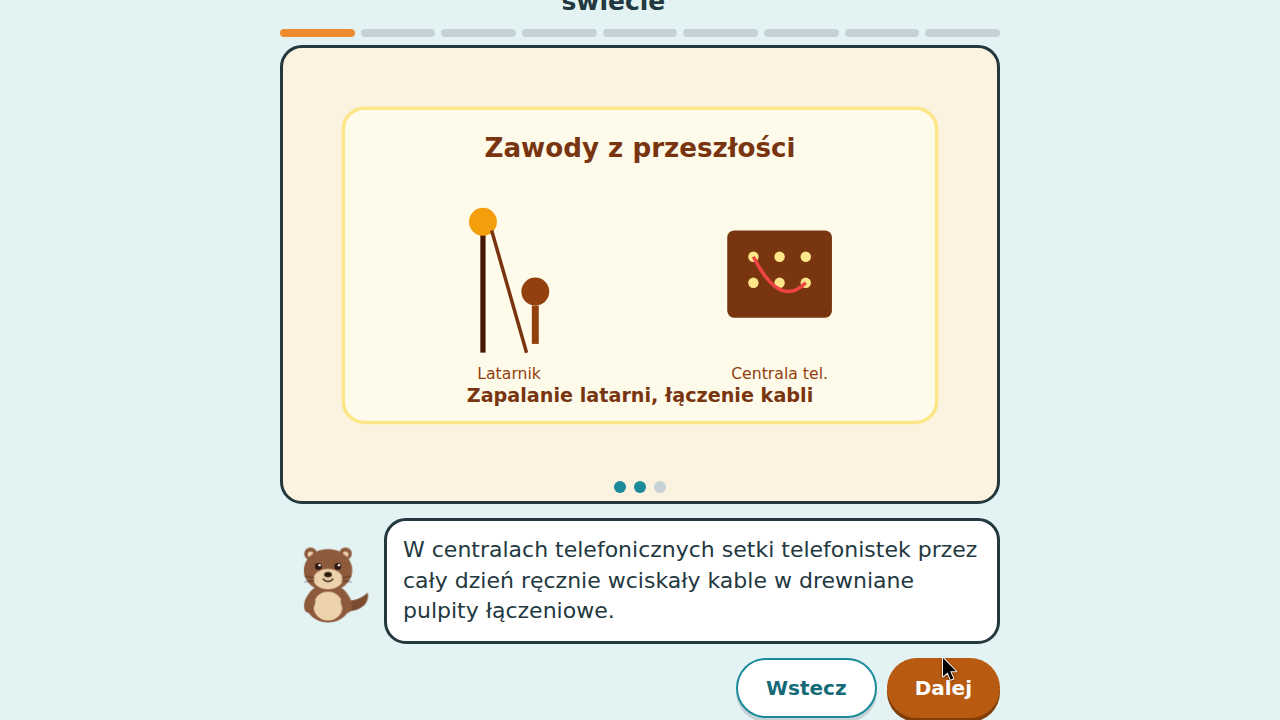 świecie
Zawody z przeszłości
Latarnik
Centrala tel.
Zapalanie latarni, łączenie kabli
W centralach telefonicznych setki telefonistek przez
cały dzień ręcznie wciskały kable w drewniane
pulpity łączeniowe.
Wstecz
Dalej